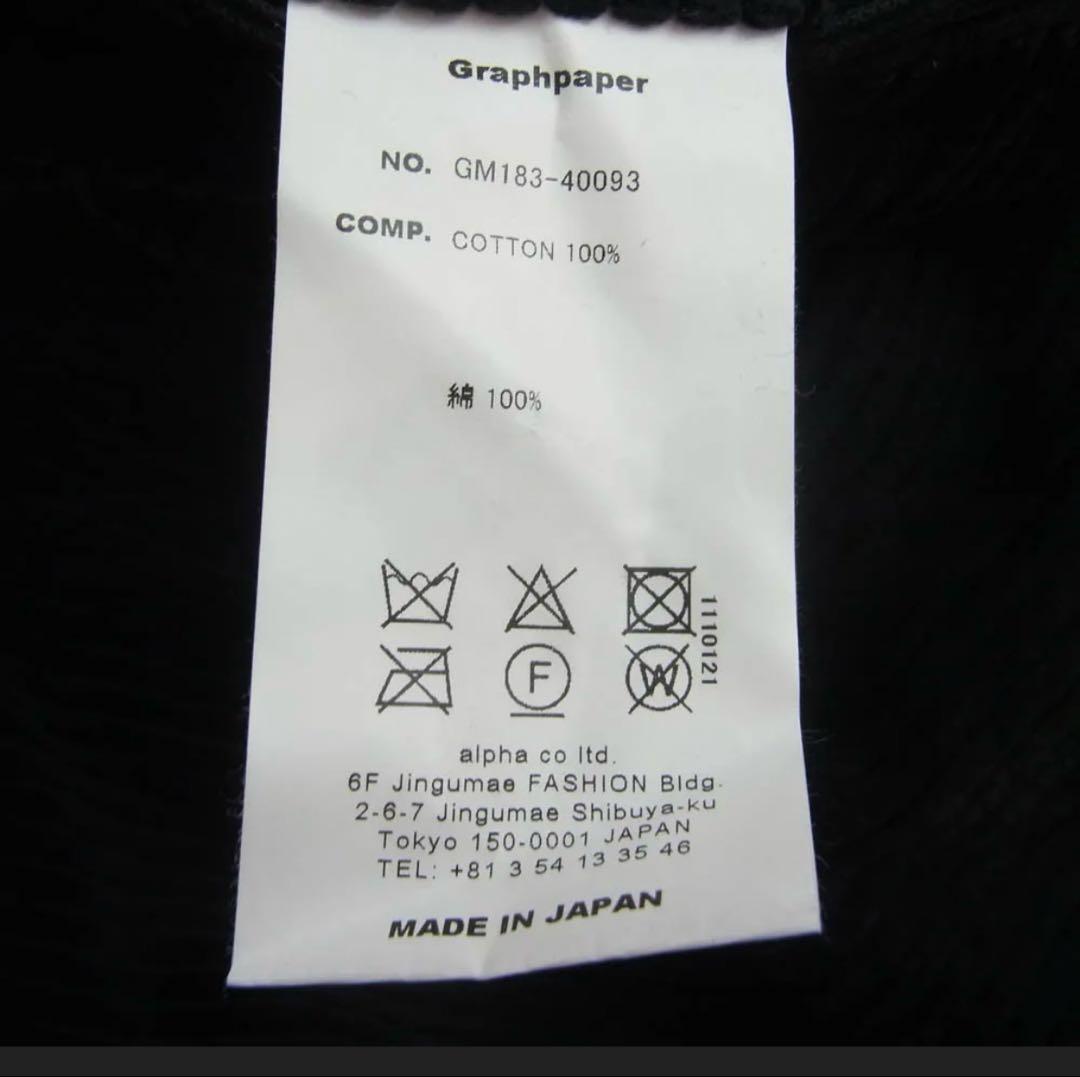 Graphpaper
NO. GM183-40093
COMP. COTTON 100%
綿 100%
1110121
F
W
alpha co ltd.
6F Jingumae FASHION Bldg.
2-6-7 Jingumae Shibuya-ku
Tokyo 150-0001 JAPAN
TEL: +81 3 54 13 35 46
MADE IN JAPAN